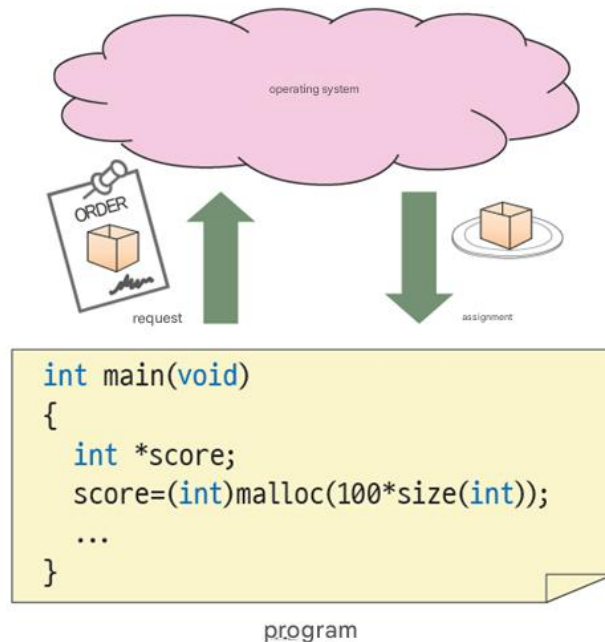 operating system
ORDER
request
assignment
int main(void)
{
int *score;
score=(int)malloc(100*size(int));
...
}
program